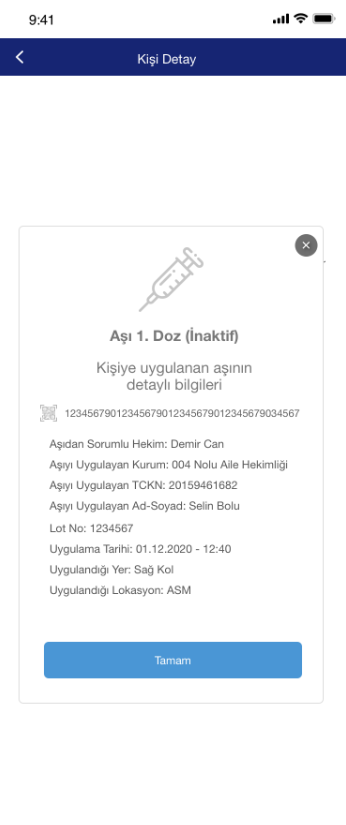 9:41
Kişi Detay
Aşı 1. Doz (İnaktif)
Kişiye uygulanan aşının
detaylı bilgileri
123456790123456790123456790123456790​34567
Aşıdan Sorumlu Hekim: Demir Can
Aşıyı Uygulayan Kurum: 004 Nolu Aile Hekimliği
Aşıyı Uygulayan TCKN: 20159461682
Aşıyı Uygulayan Ad-Soyad: Selin Bolu
Lot No: 1234567
Uygulama Tarihi: 01.12.2020 - 12:40
Uygulandığı Yer: Sağ Kol
Uygulandığı Lokasyon: ASM
Tamam